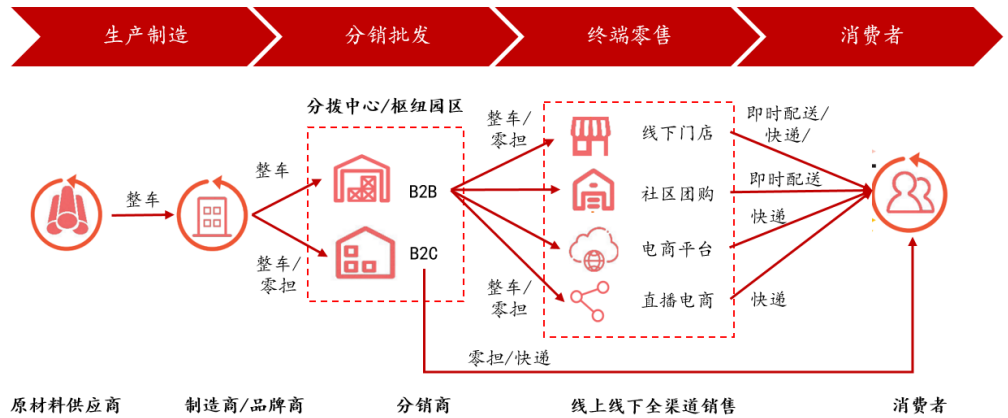 生产制造
分销批发
终端零售
消费者
分拨中心/枢纽园区
整车
整车
整车/
零担
B2B
B2C
整车/
零担
整车/
零担
线下门店
社区团购
电商平台
直播电商
即时配送/
快递/
即时配送
快递
快递
零担/快递
原材料供应商
制造商/品牌商
分销商
线上线下全渠道销售
消费者